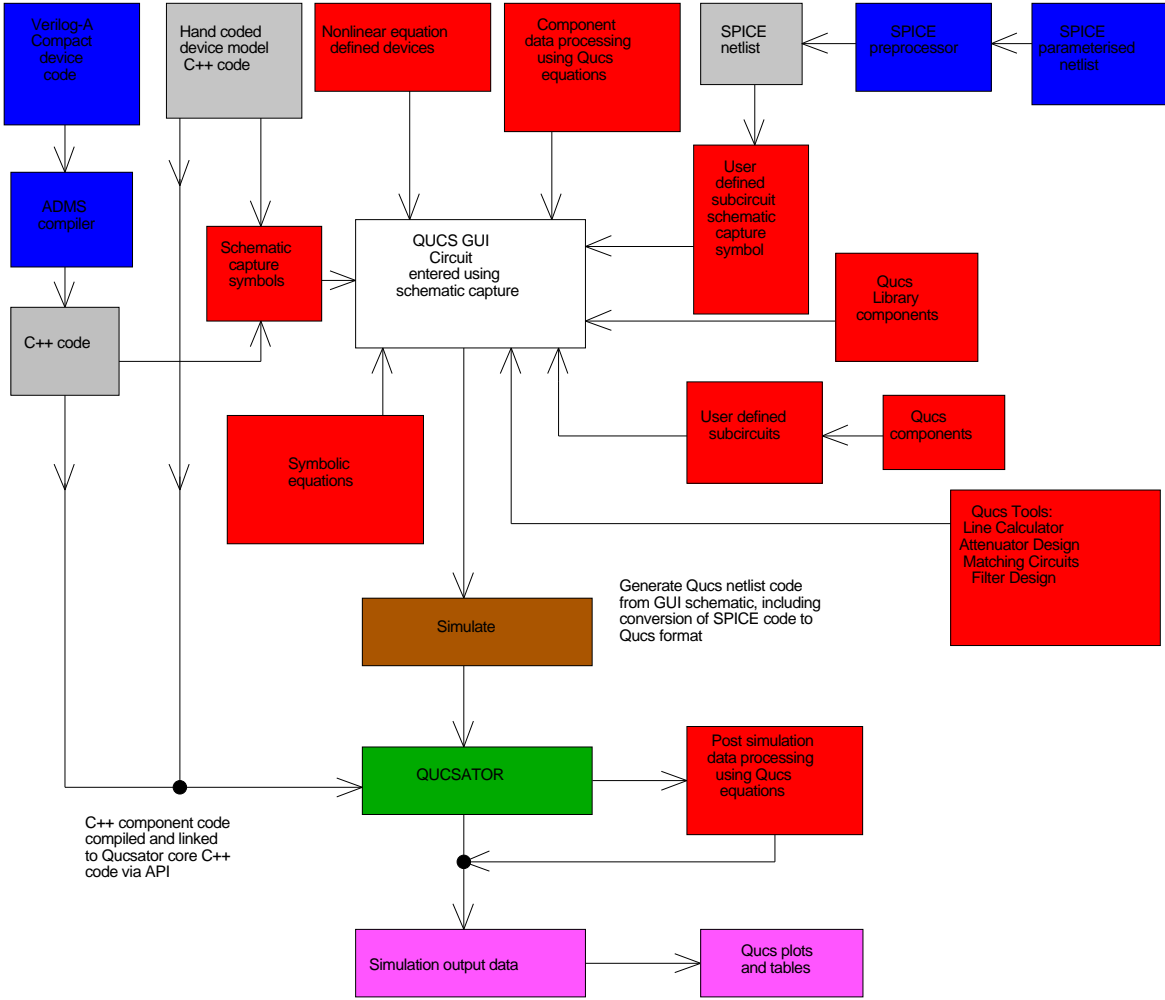 Verilog-A
Compact
device
code
Hand coded
device model
C++ code
Nonlinear equation
defined devices
Component
data processing
using Qucs
equations
SPICE
netlist
SPICE
preprocessor
SPICE
parameterised
netlist
ADMS
compiler
User
defined
subcircuit
schematic
capture
symbol
Schematic
capture
symbols
QUCS GUI
Circuit
entered using
schematic capture
Qucs
Library
components
C++ code
User defined
subcircuits
Qucs
components
Symbolic
equations
Qucs Tools:
Line Calculator
Attenuator Design
Matching Circuits
Filter Design
Generate Qucs netlist code
from GUI schematic, including
conversion of SPICE code to
Qucs format
Simulate
QUCSATOR
Post simulation
data processing
using Qucs
equations
C++ component code
compiled and linked
to Qucsator core C++
code via API
Simulation output data
Qucs plots
and tables